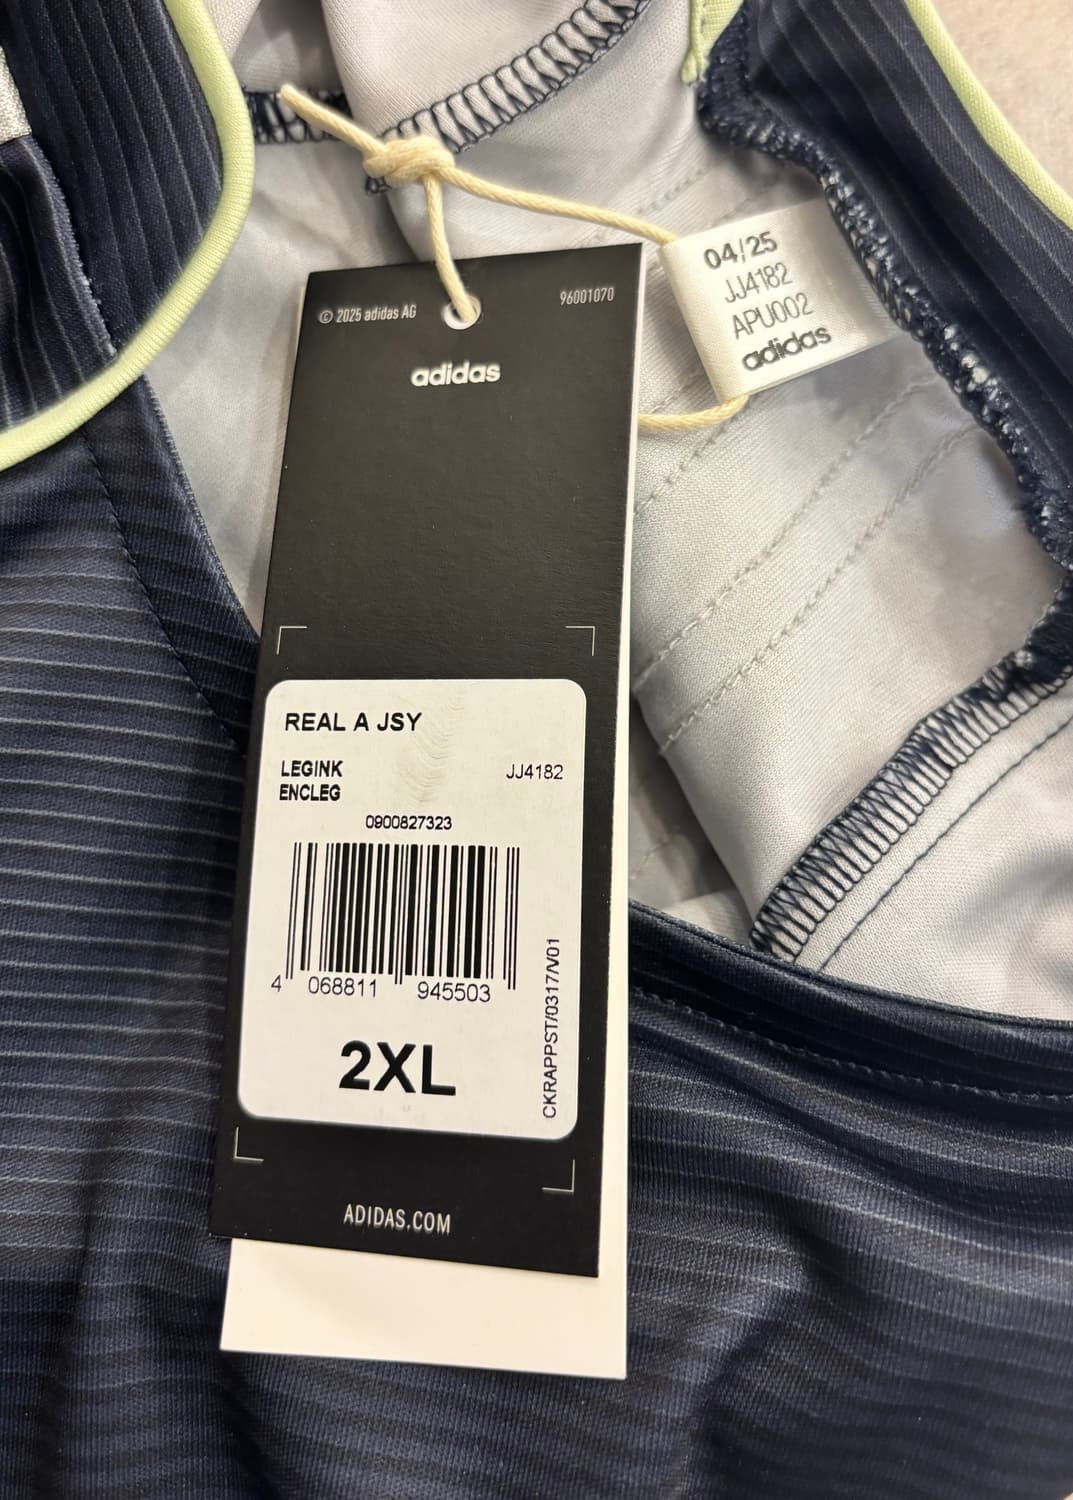 04/25
JJ4182
APU002
adidas
© 2025 adidas AG
96001070
adidas
REAL A JSY
LEGINK
JJ4182
ENCLEG
0900827323
4 068811 945503
CKRAPPST/0317/V01
2XL
ADIDAS.COM